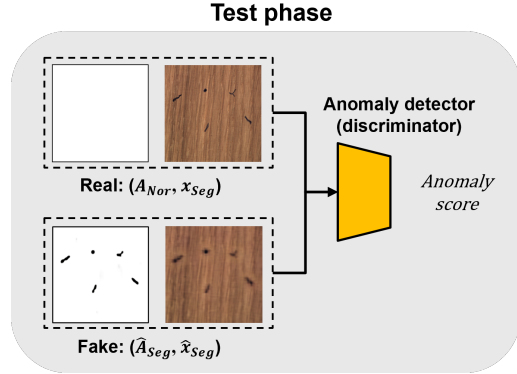 Test phase
Real: (A_Nor, x_Seg)
Anomaly detector
(discriminator)
Anomaly
score
Fake: (Â_Seg, x̂_Seg)